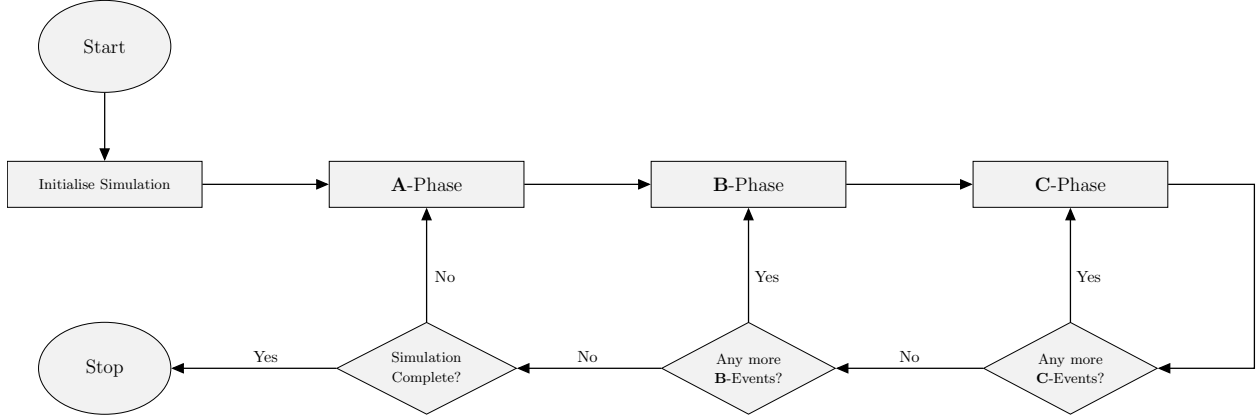 Start
Initialise Simulation
A-Phase
B-Phase
C-Phase
No
Yes
Yes
Stop
Yes
Simulation
Complete?
No
Any more
B-Events?
No
Any more
C-Events?